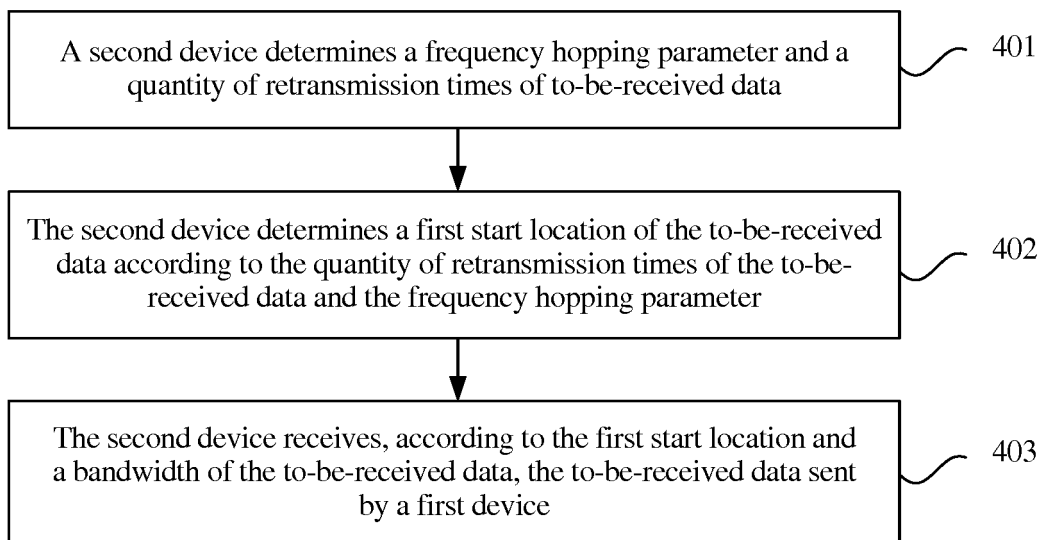 A second device determines a frequency hopping parameter and a
quantity of retransmission times of to-be-received data
401
The second device determines a first start location of the to-be-received
data according to the quantity of retransmission times of the to-be-
received data and the frequency hopping parameter
402
The second device receives, according to the first start location and
a bandwidth of the to-be-received data, the to-be-received data sent
by a first device
403